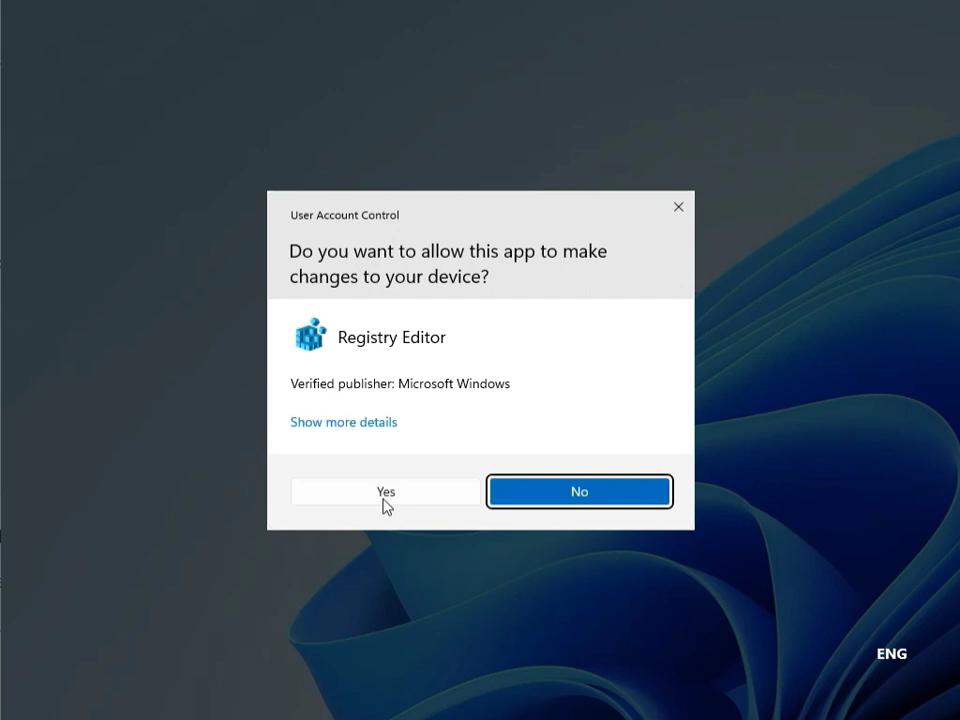 User Account Control
Do you want to allow this app to make
changes to your device?
Registry Editor
Verified publisher: Microsoft Windows
Show more details
Yes
No
ENG